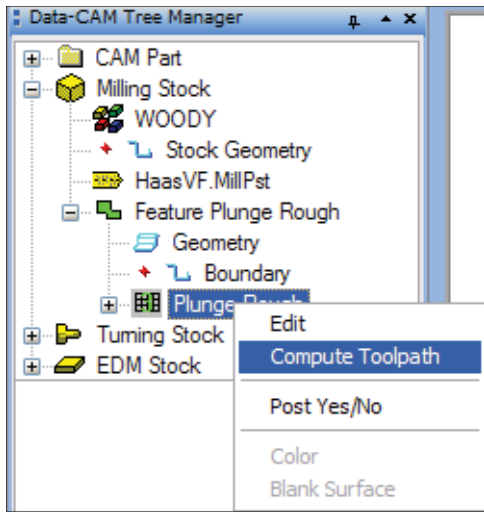 Data-CAM Tree Manager
CAM Part
Milling Stock
WOODY
Stock Geometry
HaasVF.MillPst
Feature Plunge Rough
Geometry
Boundary
Plunge Rough
Turning Stock
EDM Stock
Edit
Compute Toolpath
Post Yes/No
Color
Blank Surface